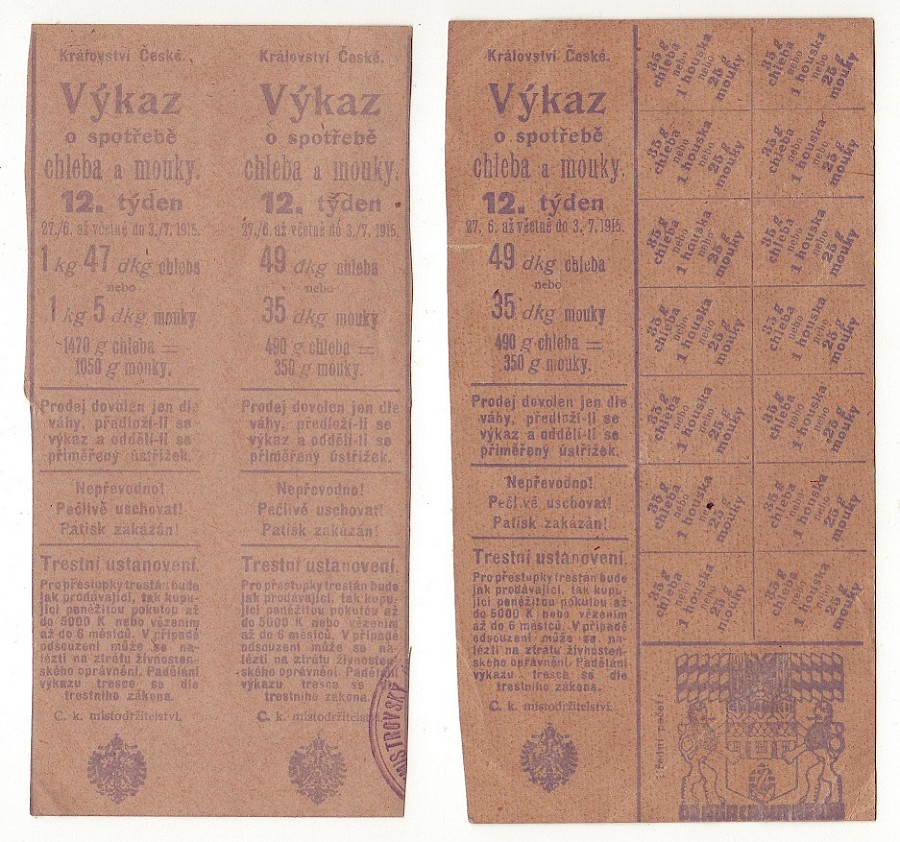 Království České.
Výkaz
o spotřebě
chleba a mouky.
12. týden
27./6. až včetně do 3./7. 1915.
1 kg 47 dkg chleba
nebo
1 kg 5 dkg mouky
1470 g chleba =
1050 g mouky.
Prodej dovolen jen dle
váhy, předloží-li se
výkaz a oddělí-li se
přiměřený ústřižek.
Nepřevodno!
Pečlivě uschovat!
Patisk zakázán!
Trestní ustanovení.
Pro přestupky trestán bude
jak prodávající, tak kupu-
jící peněžitou pokutou až
do 5000 K nebo vězením
až do 6 měsíců. V případě
odsouzení může se na-
lézti na ztrátu živnosten-
ského oprávnění. Padělání
výkazu tresce se dle
trestního zákona.
C. k. místodržitelství.
Království České.
Výkaz
o spotřebě
chleba a mouky.
12. týden
27./6. až včetně do 3./7. 1915.
49 dkg chleba
nebo
35 dkg mouky
490 g chleba =
350 g mouky.
Prodej dovolen jen dle
váhy, předloží-li se
výkaz a oddělí-li se
přiměřený ústřižek.
Nepřevodno!
Pečlivě uschovat!
Patisk zakázán!
Trestní ustanovení.
Pro přestupky trestán bude
jak prodávající, tak kupu-
jící peněžitou pokutou až
do 5000 K nebo vězením
až do 6 měsíců. V případě
odsouzení může se na-
lézti na ztrátu živnosten-
ského oprávnění. Padělání
výkazu tresce se dle
trestního zákona.
C. k. místodržitelst
STROVSKÝ
Království České.
Výkaz
o spotřebě
chleba a mouky.
12. týden
27. 6. až včetně do 3. 7. 1915.
49 dkg chleba
nebo
35 dkg mouky
490 g chleba =
350 g mouky.
Prodej dovolen jen dle
váhy, předloží-li se
výkaz a oddělí-li se
přiměřený ústřižek.
Nepřevodno!
Pečlivě uschovat!
Patisk zakázán!
Trestní ustanovení.
Pro přestupky trestán bude
jak prodávající, tak kupu-
jící peněžitou pokutou až
do 5000 K nebo vězením
až do 6 měsíců. V případě
odsouzení může se na-
lézti na ztrátu živnosten-
ského oprávnění. Padělání
výkazu tresce se dle
trestního zákona.
C. k. místodržitelství.
35 g
chleba
nebo
1 houska
nebo
25 g
mouky
35 g
chleba
nebo
1 houska
nebo
25 g
mouky
35 g
chleba
nebo
1 houska
nebo
25 g
mouky
35 g
chleba
nebo
1 houska
nebo
25 g
mouky
35 g
chleba
nebo
1 houska
nebo
25 g
mouky
35 g
chleba
nebo
1 houska
nebo
25 g
mouky
35 g
chleba
nebo
1 houska
nebo
25 g
mouky
35 g
chleba
nebo
1 houska
nebo
25 g
mouky
35 g
chleba
nebo
1 houska
nebo
25 g
mouky
35 g
chleba
nebo
1 houska
nebo
25 g
mouky
35 g
chleba
nebo
1 houska
nebo
25 g
mouky
35 g
chleba
nebo
1 houska
nebo
25 g
mouky
35 g
chleba
nebo
1 houska
nebo
25 g
mouky
35 g
chleba
nebo
1 houska
nebo
25 g
mouky
pečeť: